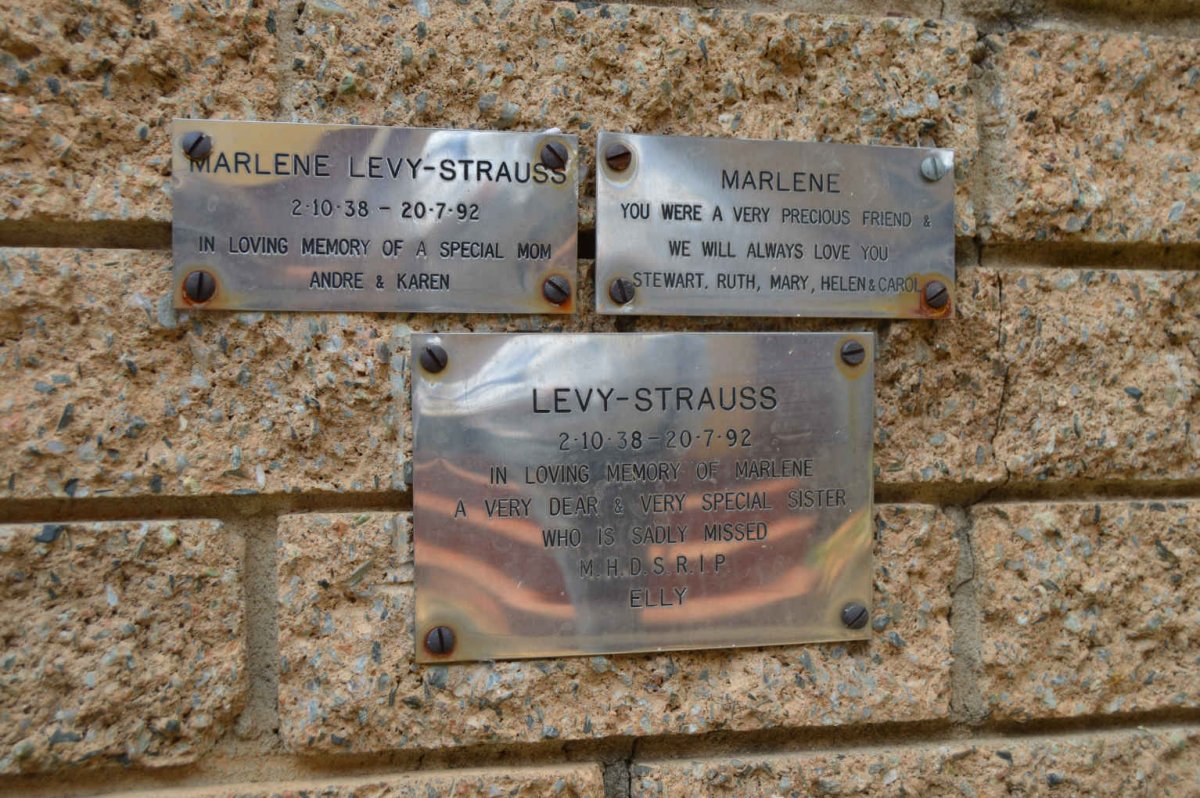 MARLENE LEVY-STRAUSS
2·10·38 - 20·7·92
IN LOVING MEMORY OF A SPECIAL MOM
ANDRE & KAREN
MARLENE
YOU WERE A VERY PRECIOUS FRIEND &
WE WILL ALWAYS LOVE YOU
STEWART. RUTH, MARY, HELEN & CAROL
LEVY-STRAUSS
2·10·38-20·7·92
IN LOVING MEMORY OF MARLENE
A VERY DEAR & VERY SPECIAL SISTER
WHO IS SADLY MISSED
M.H.D.S.R.I.P.
ELLY